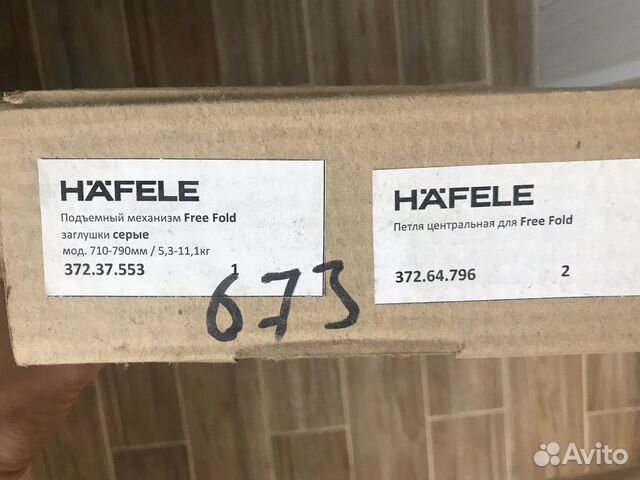 HÄFELE
Подъемный механизм Free Fold
заглушки серые
мод. 710-790мм / 5,3-11,1кг
372.37.553 1
HÄFELE
Петля центральная для Free Fold
372.64.796 2
673
Avito